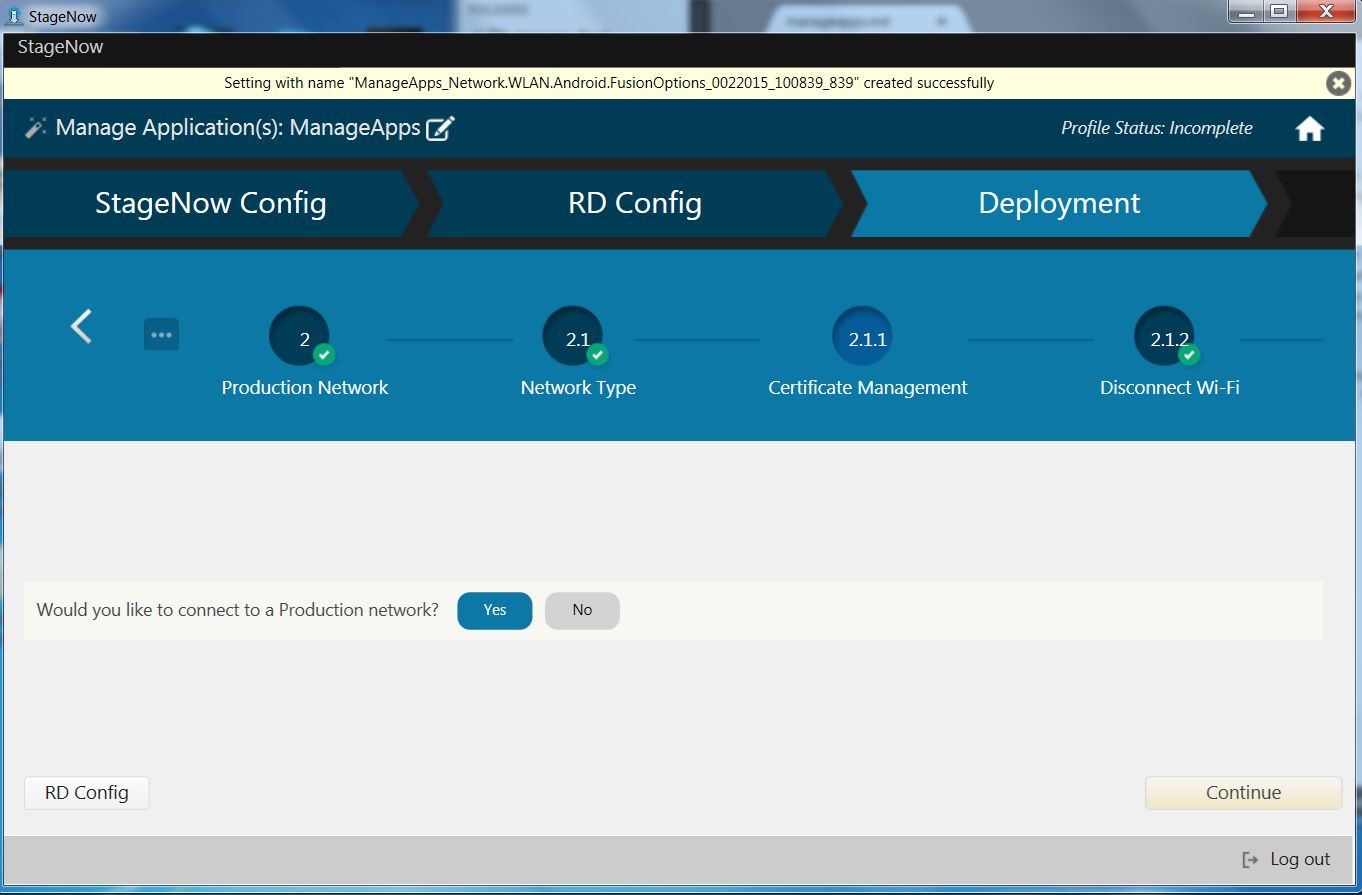 StageNow
StageNow
Setting with name "ManageApps_Network.WLAN.Android.FusionOptions_0022015_100839_839" created successfully
Manage Application(s): ManageApps
Profile Status: Incomplete
StageNow Config
RD Config
Deployment
2
2.1
2.1.1
2.1.2
Production Network
Network Type
Certificate Management
Disconnect Wi-Fi
Would you like to connect to a Production network?
Yes
No
RD Config
Continue
Log out